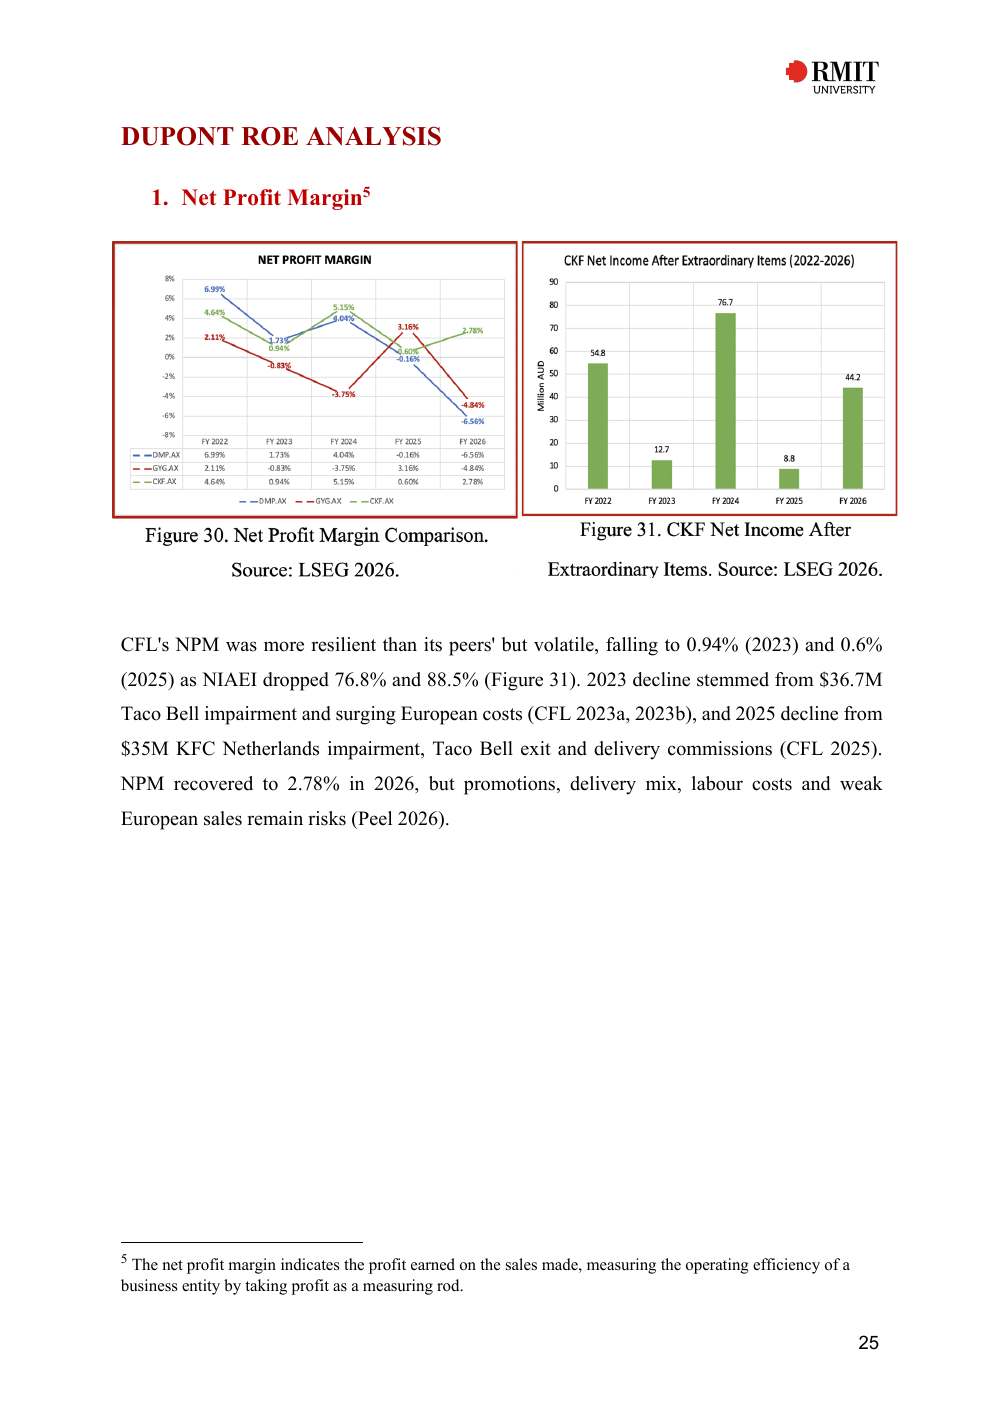 RMIT
UNIVERSITY
DUPONT ROE ANALYSIS
1. Net Profit Margin5
NET PROFIT MARGIN
8%
6%
4%
2%
0%
-2%
-4%
-6%
-8%
6.99%
4.64%
2.11%
1.73%
0.94%
-0.83%
5.15%
4.04%
-3.75%
3.16%
0.60%
-0.16%
2.78%
-4.84%
-6.56%
FY 2022 FY 2023 FY 2024 FY 2025 FY 2026
DMP.AX 6.99% 1.73% 4.04% -0.16% -6.56%
GYG.AX 2.11% -0.83% -3.75% 3.16% -4.84%
CKF.AX 4.64% 0.94% 5.15% 0.60% 2.78%
DMP.AX GYG.AX CKF.AX
Figure 30. Net Profit Margin Comparison.
Source: LSEG 2026.
CKF Net Income After Extraordinary Items (2022-2026)
Million AUD
90
80
70
60
50
40
30
20
10
0
54.8
12.7
76.7
8.8
44.2
FY 2022 FY 2023 FY 2024 FY 2025 FY 2026
Figure 31. CKF Net Income After
Extraordinary Items. Source: LSEG 2026.
CFL's NPM was more resilient than its peers' but volatile, falling to 0.94% (2023) and 0.6%
(2025) as NIAEI dropped 76.8% and 88.5% (Figure 31). 2023 decline stemmed from $36.7M
Taco Bell impairment and surging European costs (CFL 2023a, 2023b), and 2025 decline from
$35M KFC Netherlands impairment, Taco Bell exit and delivery commissions (CFL 2025).
NPM recovered to 2.78% in 2026, but promotions, delivery mix, labour costs and weak
European sales remain risks (Peel 2026).
5 The net profit margin indicates the profit earned on the sales made, measuring the operating efficiency of a
business entity by taking profit as a measuring rod.
25